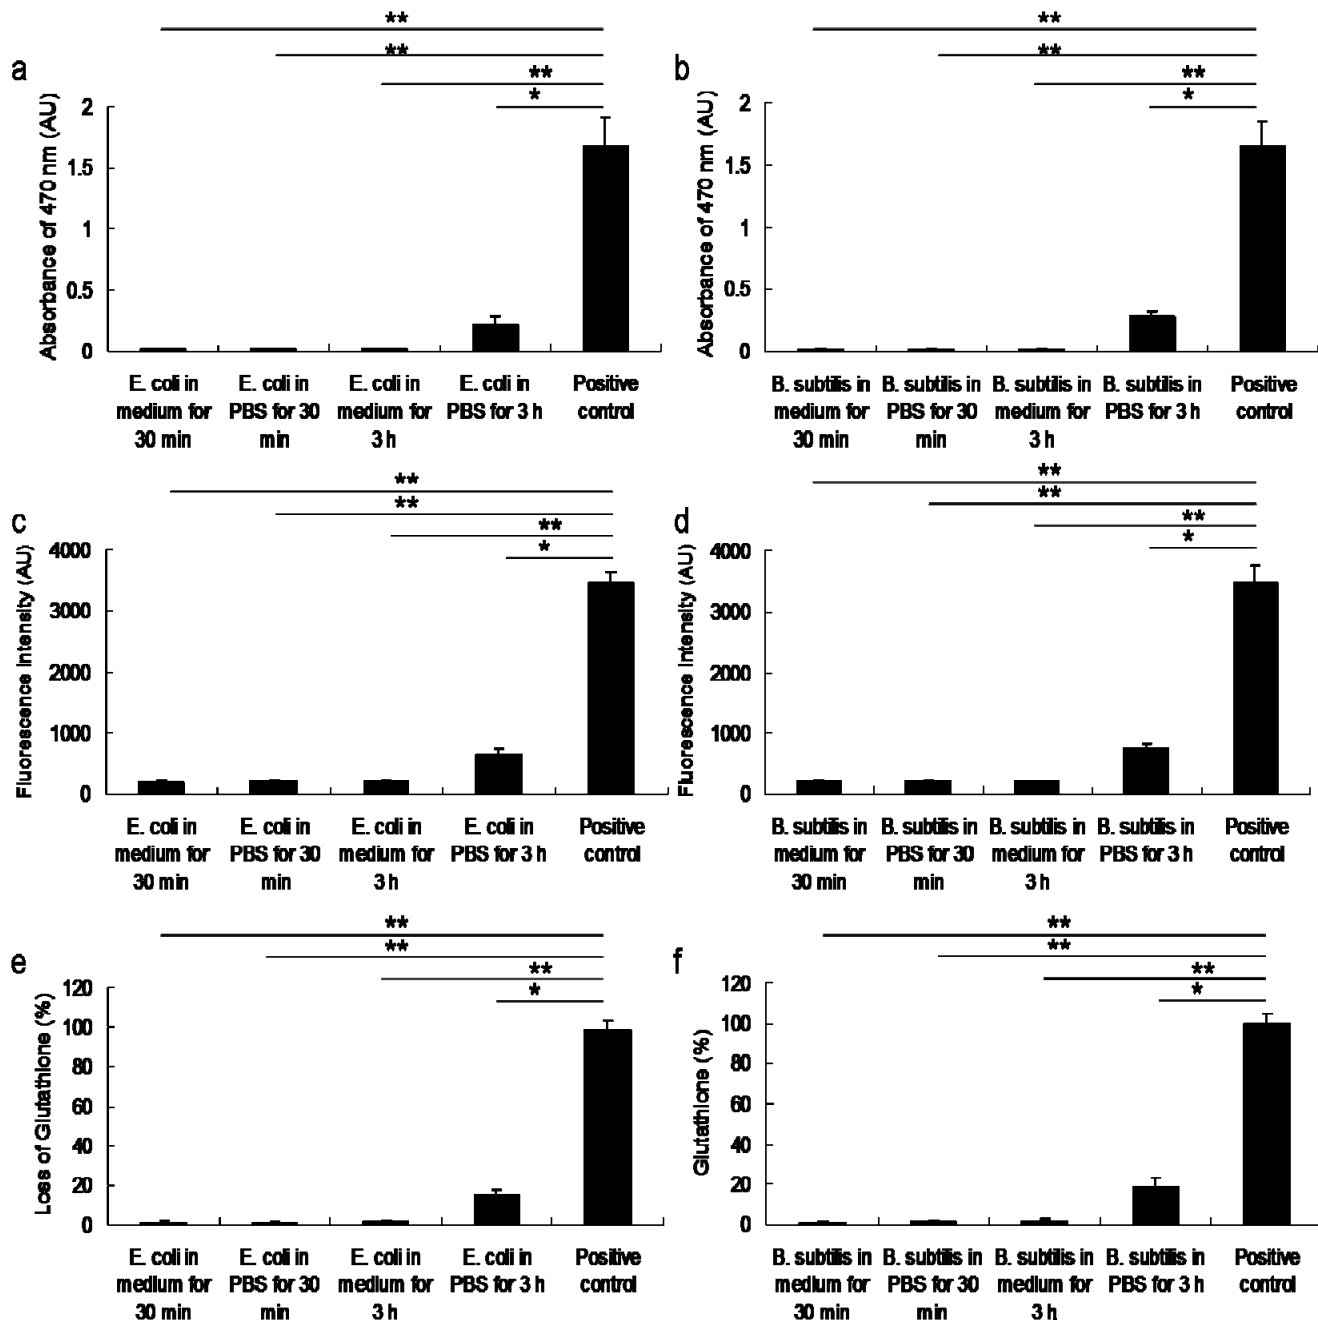 **
**
**
*
a
Absorbance of 470 nm (AU)
2
1.5
1
0.5
0
E. coli in
medium for
30 min
E. coli in
PBS for 30
min
E. coli in
medium for
3 h
E. coli in
PBS for 3 h
Positive
control
**
**
**
*
b
Absorbance of 470 nm (AU)
2
1.5
1
0.5
0
B. subtilis in
medium for
30 min
B. subtilis in
PBS for 30
min
B. subtilis in
medium for
3 h
B. subtilis in
PBS for 3 h
Positive
control
**
**
**
*
c
Fluorescence intensity (AU)
4000
3000
2000
1000
0
E. coli in
medium for
30 min
E. coli in
PBS for 30
min
E. coli in
medium for
3 h
E. coli in
PBS for 3 h
Positive
control
**
**
**
*
d
Fluorescence intensity (AU)
4000
3000
2000
1000
0
B. subtilis in
medium for
30 min
B. subtilis in
PBS for 30
min
B. subtilis in
medium for
3 h
B. subtilis in
PBS for 3 h
Positive
control
**
**
**
*
e
Loss of Glutathione (%)
120
100
80
60
40
20
0
E. coli in
medium for
30 min
E. coli in
PBS for 30
min
E. coli in
medium for
3 h
E. coli in
PBS for 3 h
Positive
control
**
**
**
*
f
Glutathione (%)
120
100
80
60
40
20
0
B. subtilis in
medium for
30 min
B. subtilis in
PBS for 30
min
B. subtilis in
medium for
3 h
B. subtilis in
PBS for 3 h
Positive
control